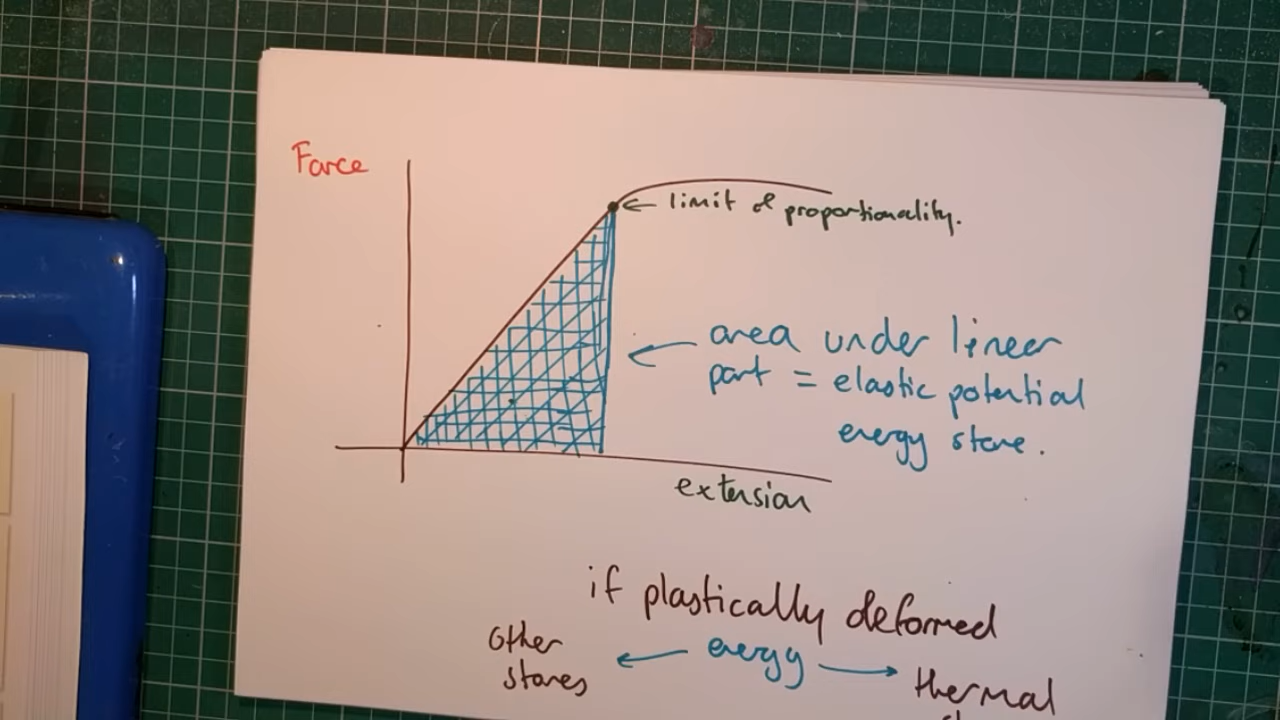 Force
← limit of proportionality.
← area under linear
part = elastic potential
energy store.
extension
if plastically deformed
other
stores
← energy →
thermal